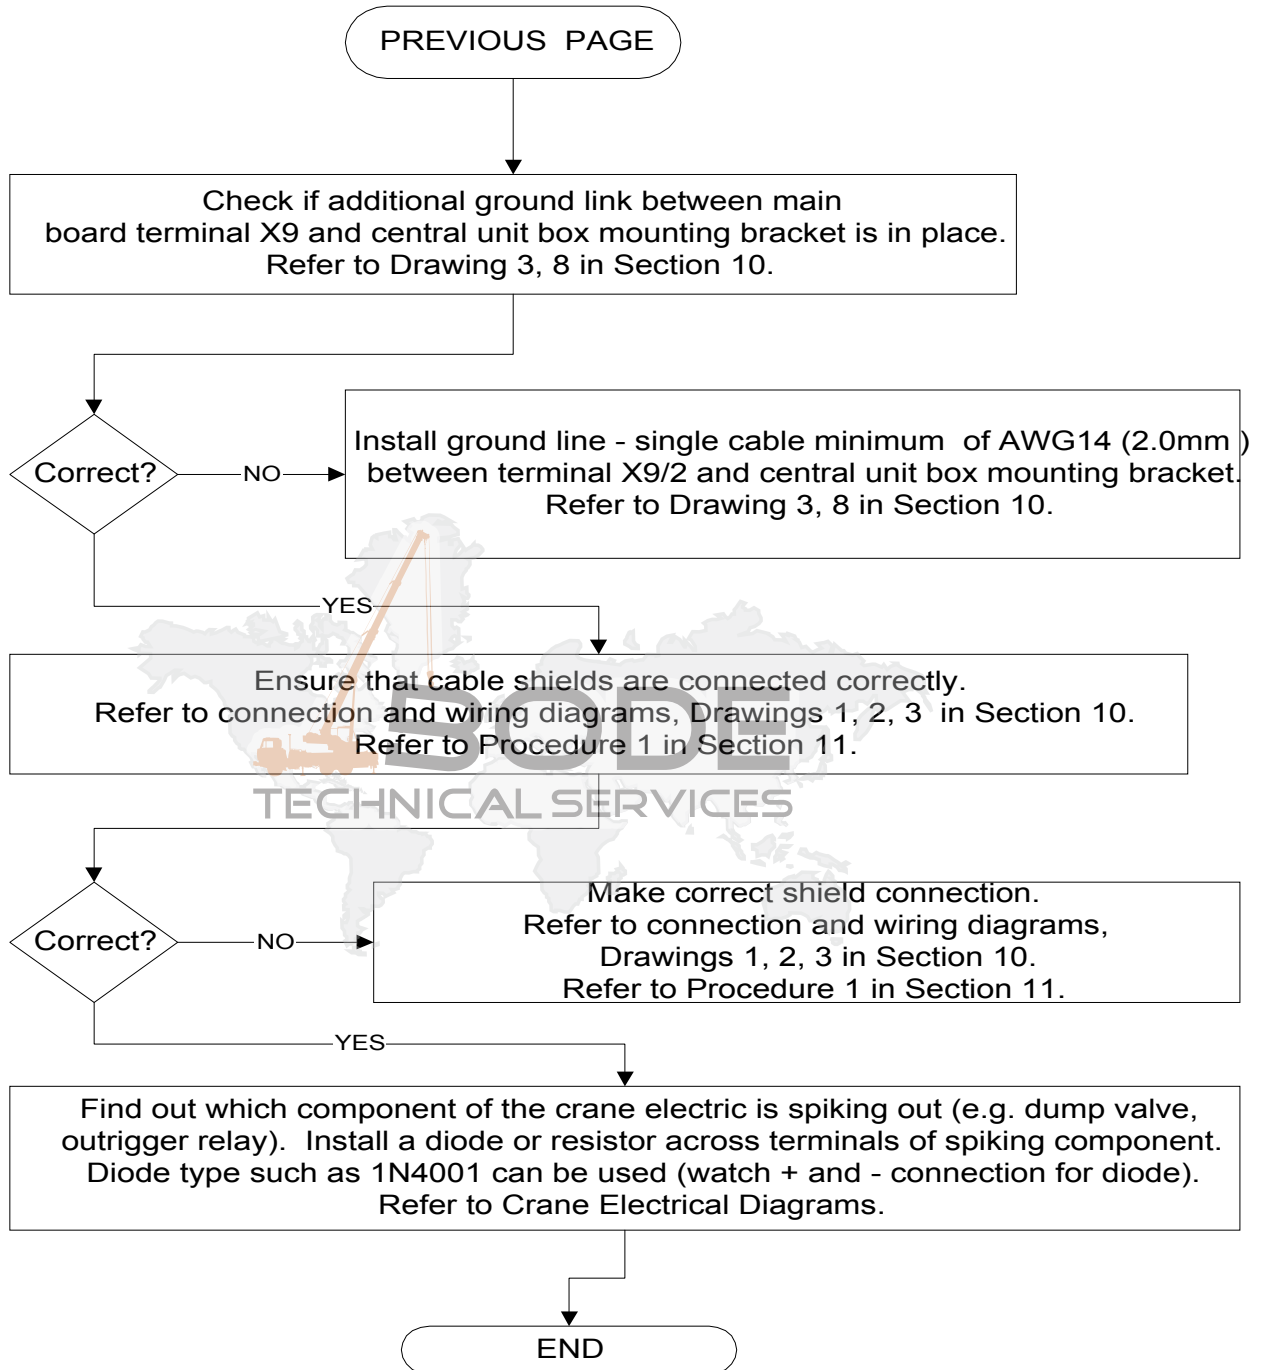 PREVIOUS PAGE
Check if additional ground link between main
board terminal X9 and central unit box mounting bracket is in place.
Refer to Drawing 3, 8 in Section 10.
Correct?
NO
Install ground line - single cable minimum of AWG14 (2.0mm )
between terminal X9/2 and central unit box mounting bracket.
Refer to Drawing 3, 8 in Section 10.
YES
Ensure that cable shields are connected correctly.
Refer to connection and wiring diagrams, Drawings 1, 2, 3 in Section 10.
Refer to Procedure 1 in Section 11.
BODE
TECHNICAL SERVICES
Correct?
NO
Make correct shield connection.
Refer to connection and wiring diagrams,
Drawings 1, 2, 3 in Section 10.
Refer to Procedure 1 in Section 11.
YES
Find out which component of the crane electric is spiking out (e.g. dump valve,
outrigger relay). Install a diode or resistor across terminals of spiking component.
Diode type such as 1N4001 can be used (watch + and - connection for diode).
Refer to Crane Electrical Diagrams.
END